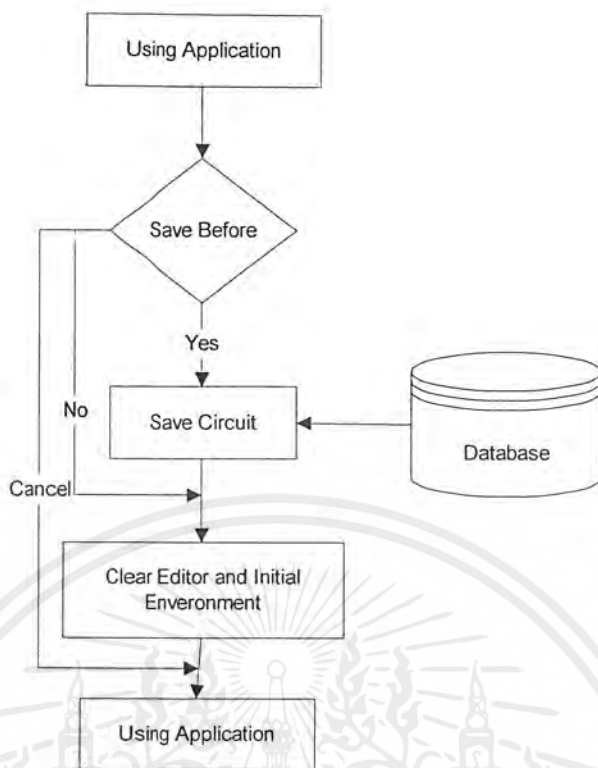 Using Application
Save Before
Yes
Save Circuit
No
Database
Cancel
Clear Editor and Initial
Enveronment
Using Application